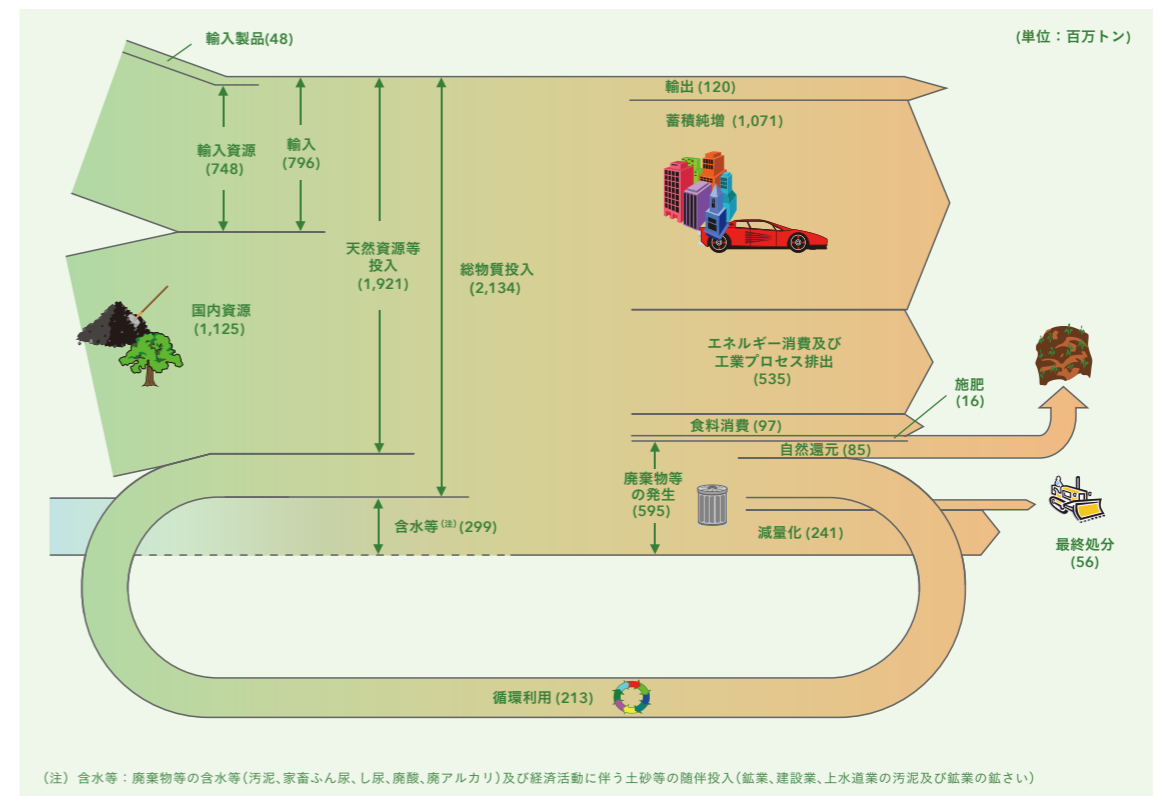 輸入製品(48)
(単位：百万トン)
輸出(120)
蓄積純増 (1,071)
輸入資源
(748)
輸入
(796)
天然資源等
投入
(1,921)
総物質投入
(2,134)
国内資源
(1,125)
エネルギー消費及び
工業プロセス排出
(535)
施肥
(16)
食料消費(97)
自然還元(85)
廃棄物等
の発生
(595)
含水等(注)(299)
減量化(241)
最終処分
(56)
循環利用(213)
（注）含水等：廃棄物等の含水等（汚泥、家畜ふん尿、し尿、廃酸、廃アルカリ）及び経済活動に伴う土砂等の随伴投入（鉱業、建設業、上水道業の汚泥及び鉱業の鉱さい）